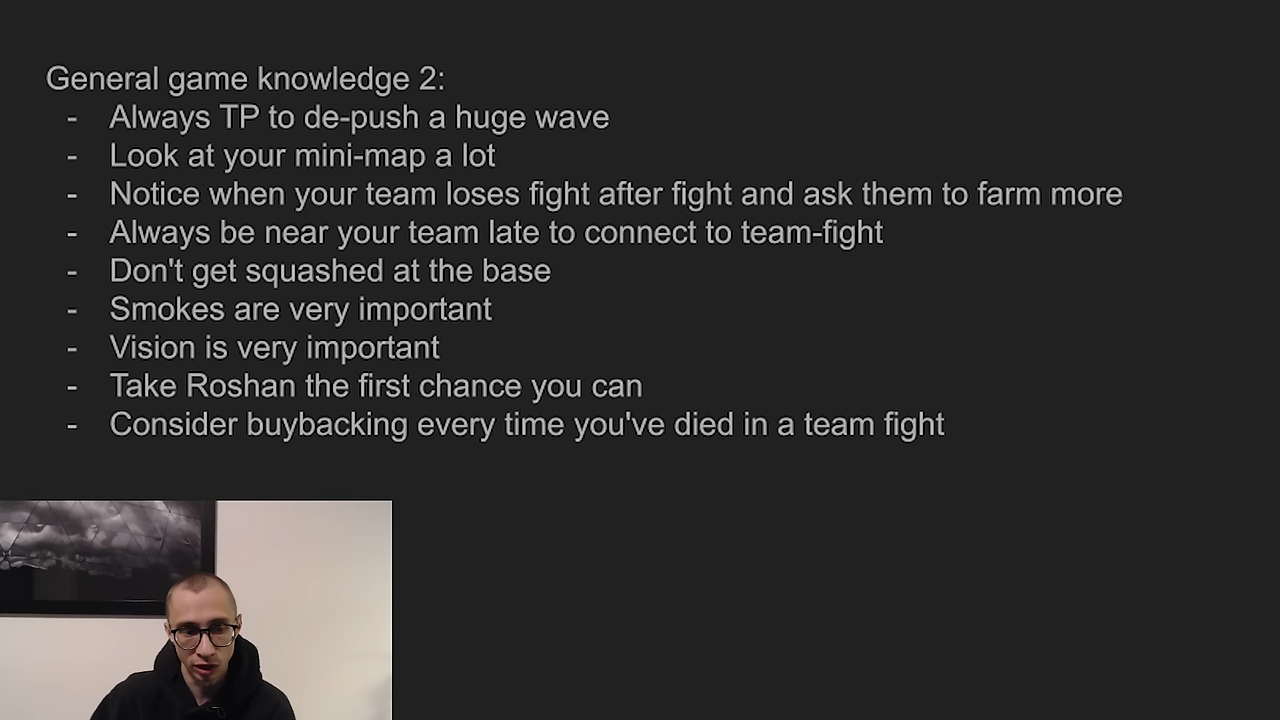 General game knowledge 2:
- Always TP to de-push a huge wave
- Look at your mini-map a lot
- Notice when your team loses fight after fight and ask them to farm more
- Always be near your team late to connect to team-fight
- Don't get squashed at the base
- Smokes are very important
- Vision is very important
- Take Roshan the first chance you can
- Consider buybacking every time you've died in a team fight